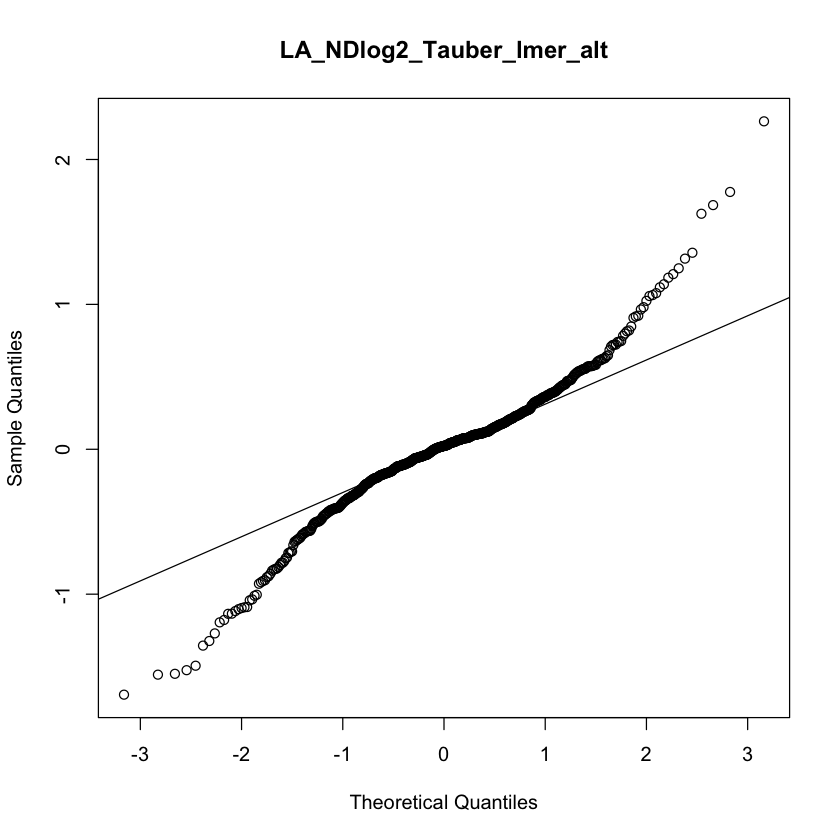 LA_NDlog2_Tauber_lmer_alt
Sample Quantiles
2
1
0
-1
-3 -2 -1 0 1 2 3
Theoretical Quantiles